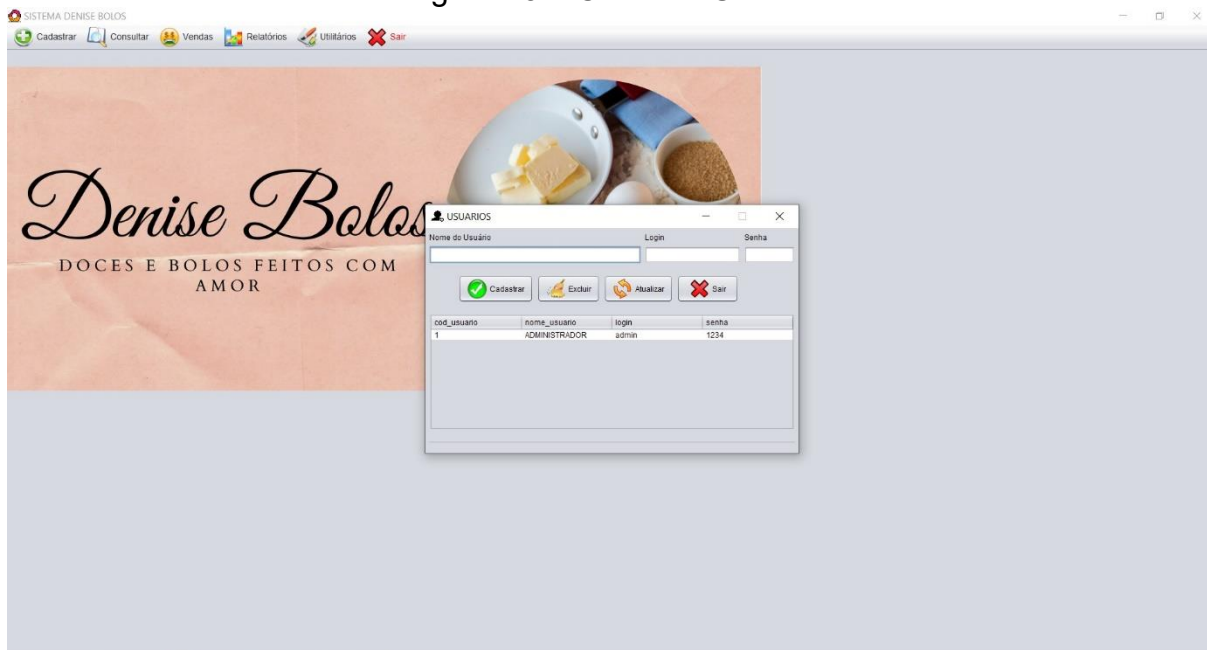 SISTEMA DENISE BOLOS
Cadastrar Consultar Vendas Relatórios Utilitários Sair
Denise Bolos
DOCES E BOLOS FEITOS COM
AMOR
USUARIOS
Nome do Usuário Login Senha
Cadastrar Excluir Atualizar Sair
cod_usuario nome_usuario login senha
1 ADMINISTRADOR admin 1234